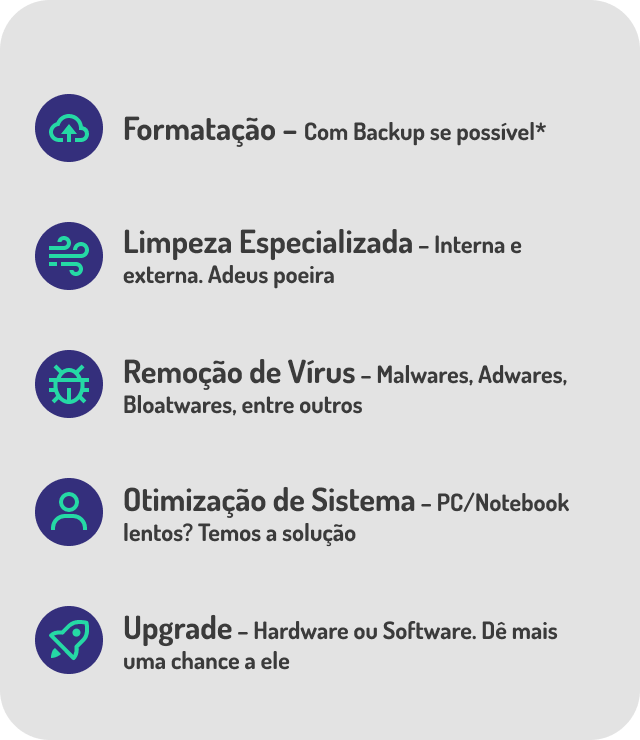 Formatação – Com Backup se possível*
Limpeza Especializada – Interna e
externa. Adeus poeira
Remoção de Vírus – Malwares, Adwares,
Bloatwares, entre outros
Otimização de Sistema – PC/Notebook
lentos? Temos a solução
Upgrade – Hardware ou Software. Dê mais
uma chance a ele